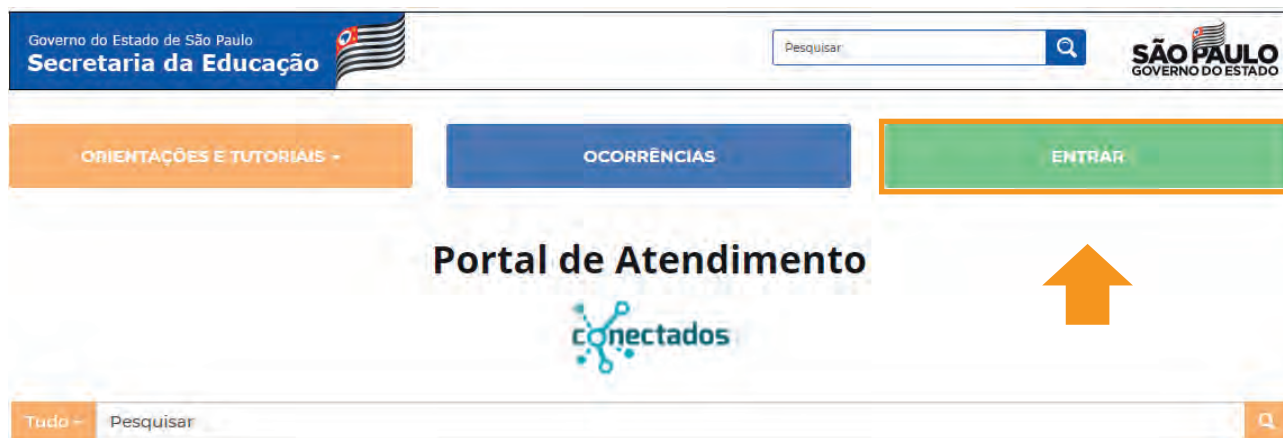 Governo do Estado de São Paulo
Secretaria da Educação
Pesquisar
SÃO PAULO
GOVERNO DO ESTADO
ORIENTAÇÕES E TUTORIAIS
OCORRÊNCIAS
ENTRAR
Portal de Atendimento
conectados
Tudo
Pesquisar